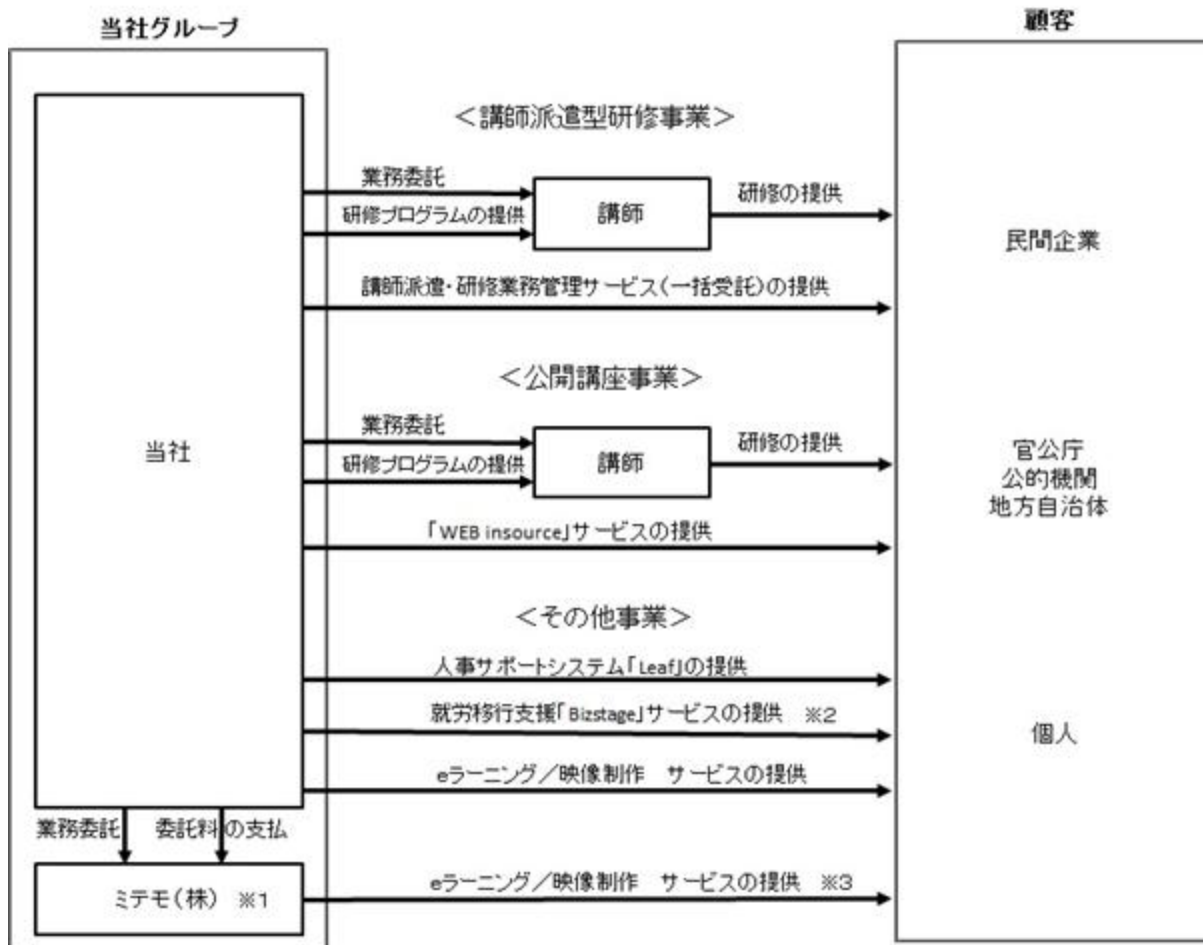 当社グループ
顧客
＜講師派遣型研修事業＞
業務委託
研修プログラムの提供
講師
研修の提供
民間企業
講師派遣・研修業務管理サービス（一括受託）の提供
＜公開講座事業＞
当社
業務委託
研修プログラムの提供
講師
研修の提供
官公庁
公的機関
地方自治体
「WEB insource」サービスの提供
＜その他事業＞
人事サポートシステム「Leaf」の提供
就労移行支援「Bizstage」サービスの提供　※2
個人
eラーニング／映像制作　サービスの提供
業務委託
委託料の支払
ミテモ（株）　※1
eラーニング／映像制作　サービスの提供　※3